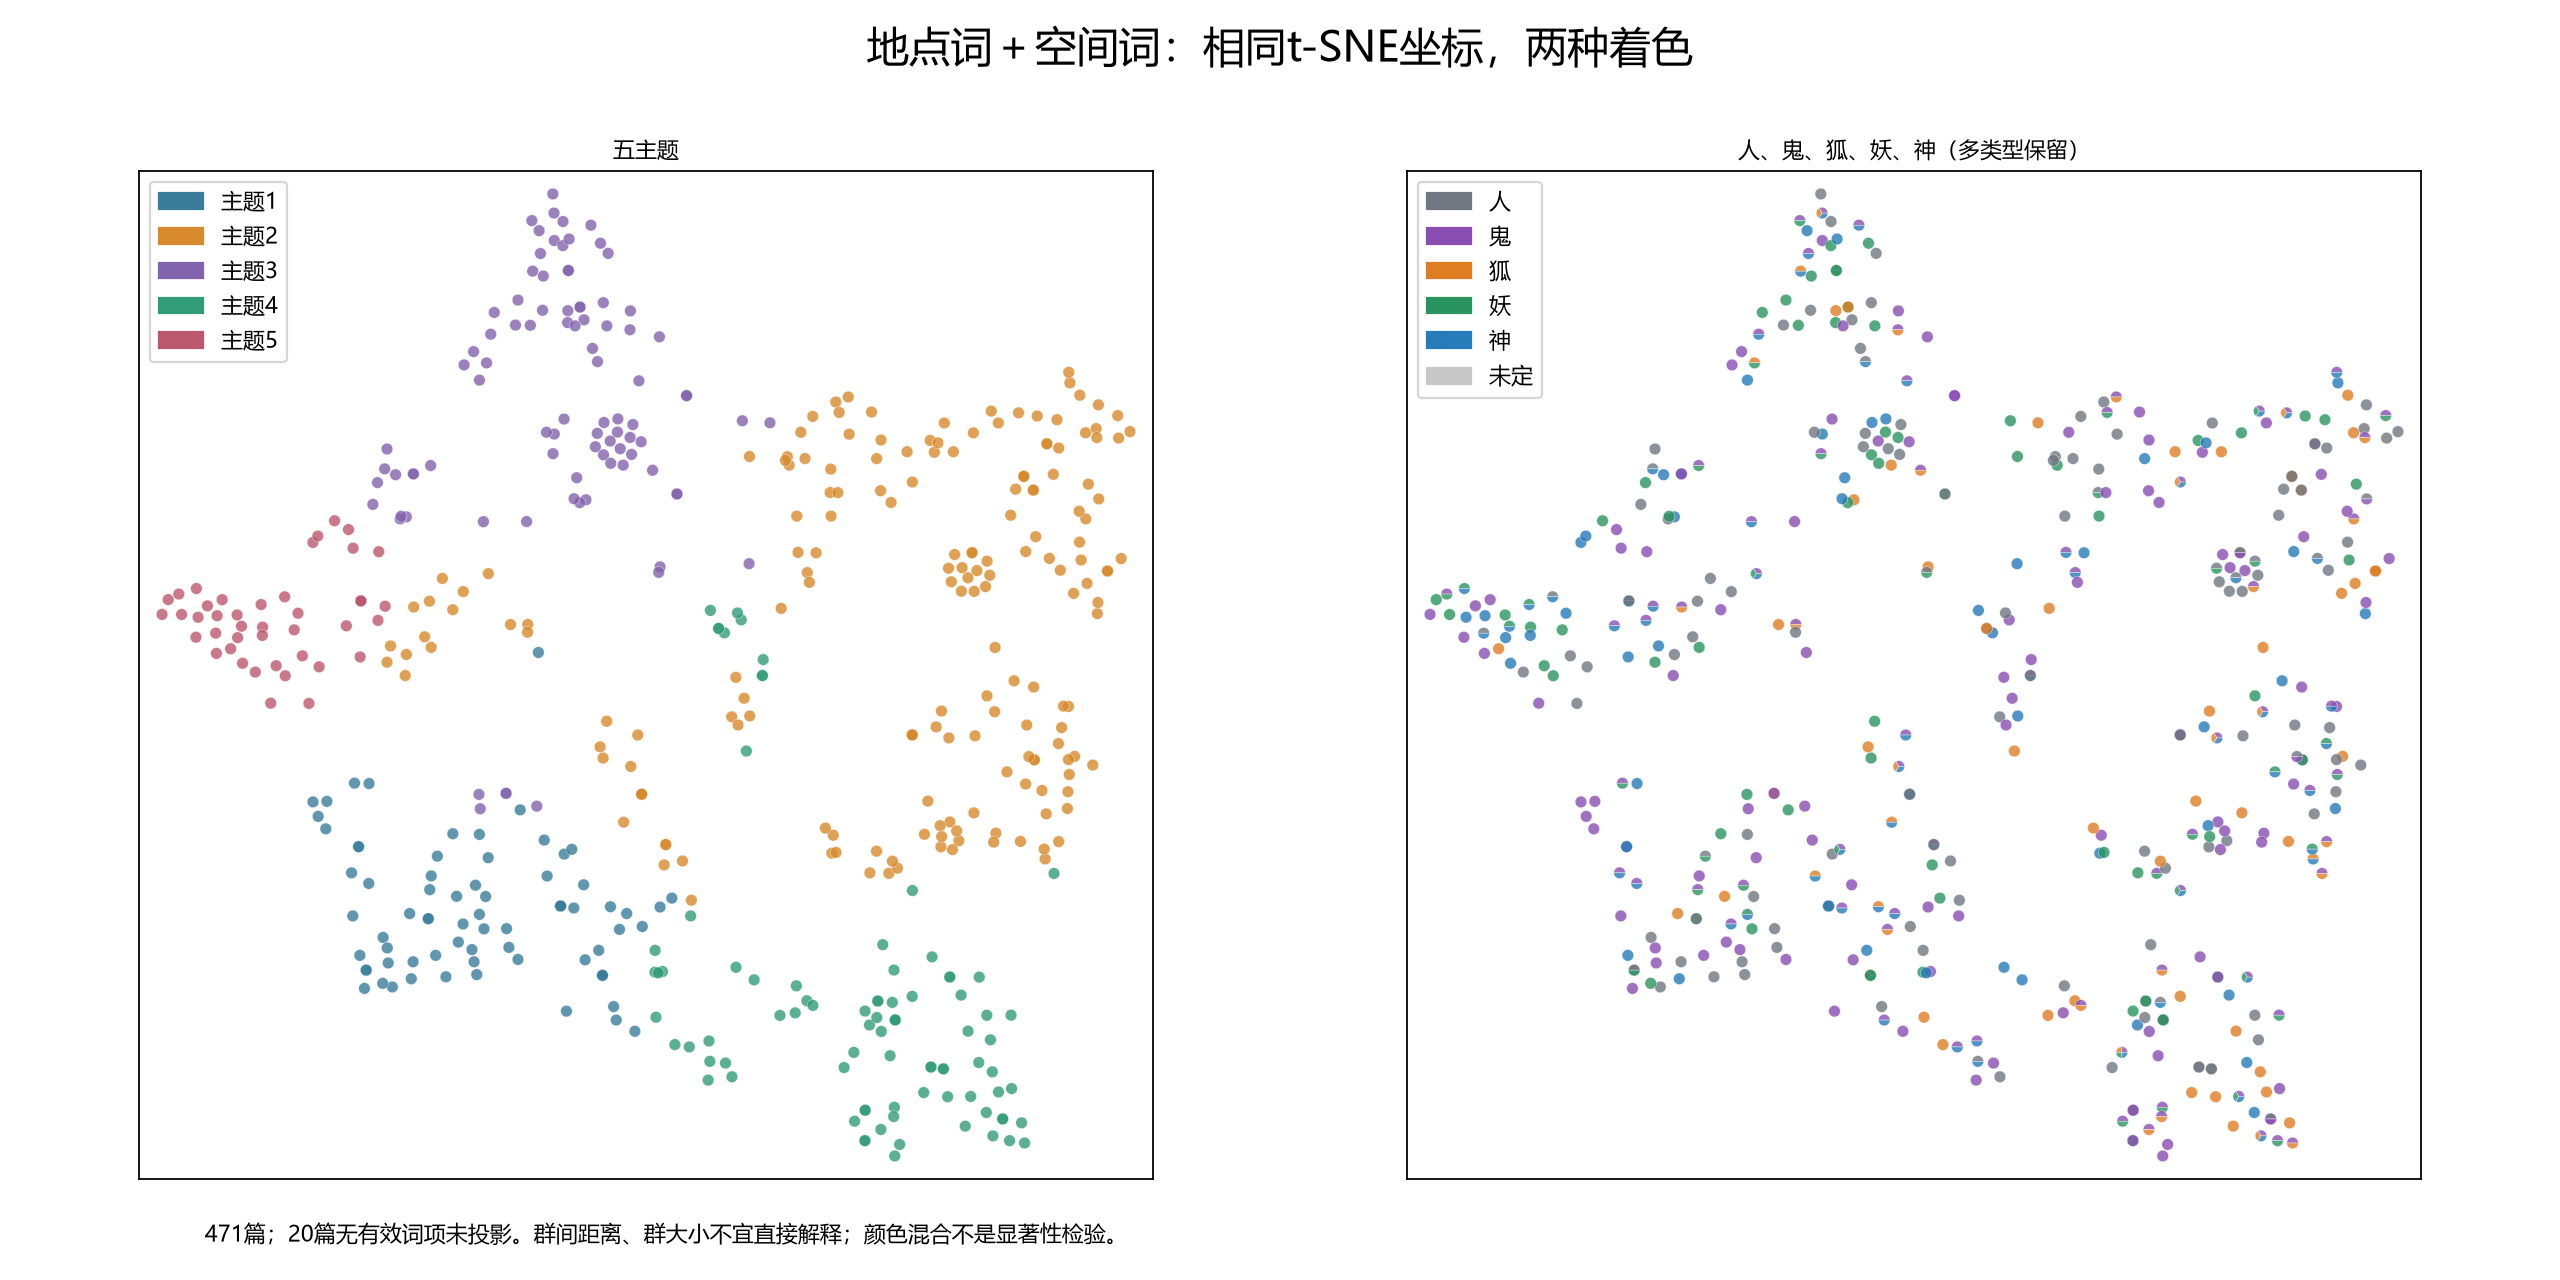 地点词 + 空间词：相同t-SNE坐标，两种着色
五主题
主题1
主题2
主题3
主题4
主题5
人、鬼、狐、妖、神（多类型保留）
人
鬼
狐
妖
神
未定
471篇；20篇无有效词项未投影。群间距离、群大小不宜直接解释；颜色混合不是显著性检验。